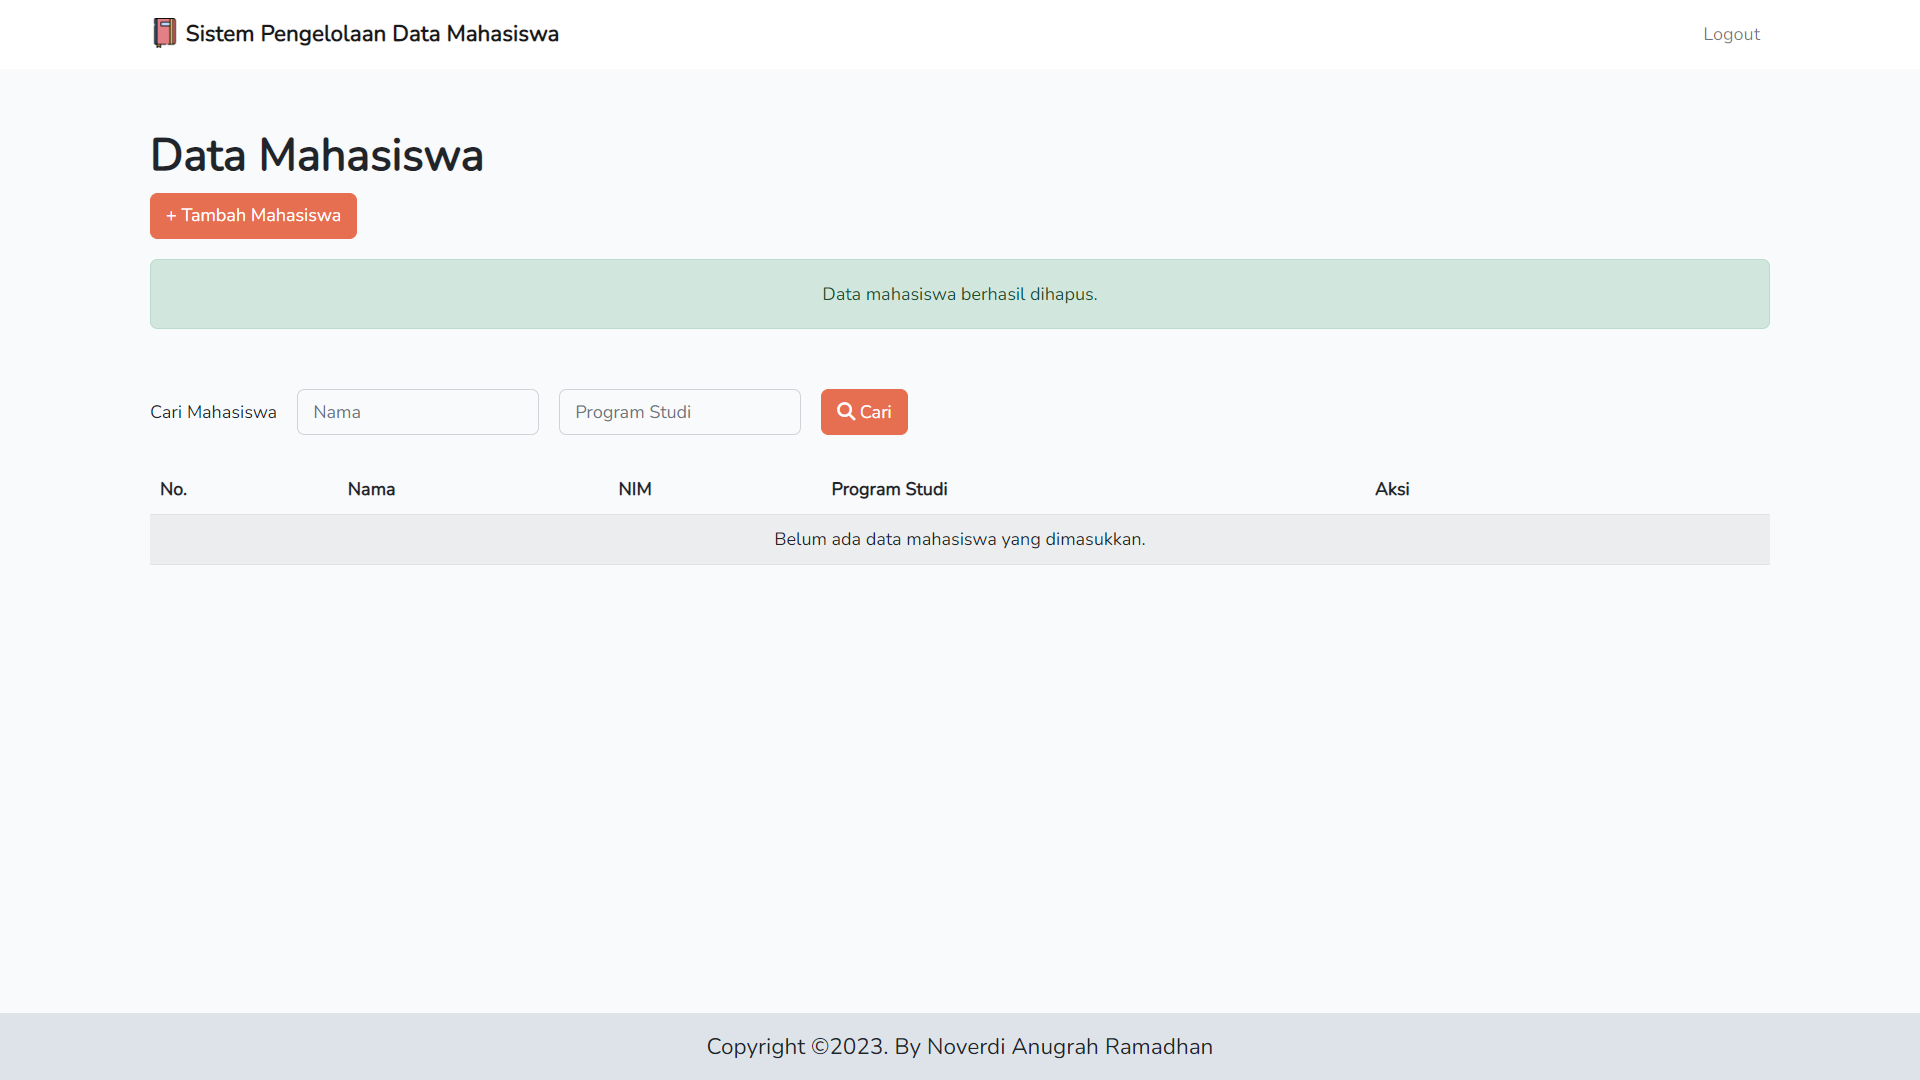 Sistem Pengelolaan Data Mahasiswa
Logout
Data Mahasiswa
+ Tambah Mahasiswa
Data mahasiswa berhasil dihapus.
Cari Mahasiswa Nama Program Studi Cari
No. Nama NIM Program Studi Aksi
Belum ada data mahasiswa yang dimasukkan.
Copyright ©2023. By Noverdi Anugrah Ramadhan